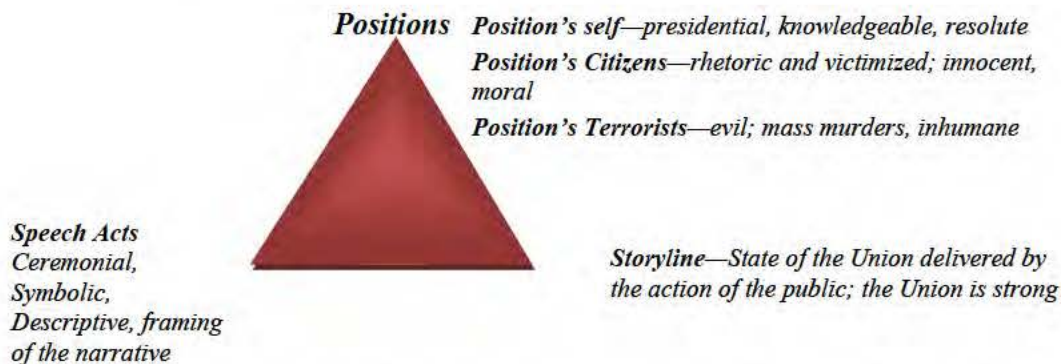 Positions
Position's self—presidential, knowledgeable, resolute
Position's Citizens—rhetoric and victimized; innocent,
moral
Position's Terrorists—evil; mass murders, inhumane
Speech Acts
Ceremonial,
Symbolic,
Descriptive, framing
of the narrative
Storyline—State of the Union delivered by
the action of the public; the Union is strong